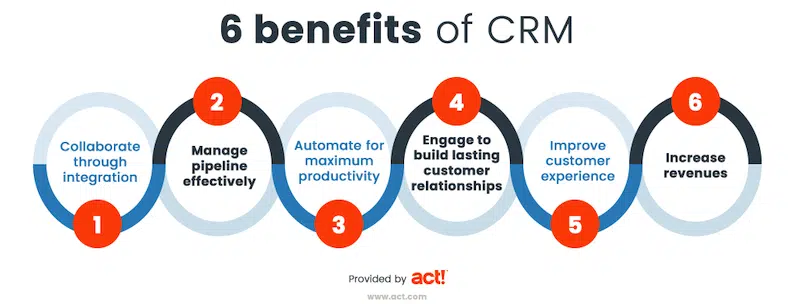 6 benefits of CRM
Collaborate
through
integration
1
2
Manage
pipeline
effectively
Automate for
maximum
productivity
3
4
Engage to
build lasting
customer
relationships
Improve
customer
experience
5
6
Increase
revenues
Provided by act!
www.act.com